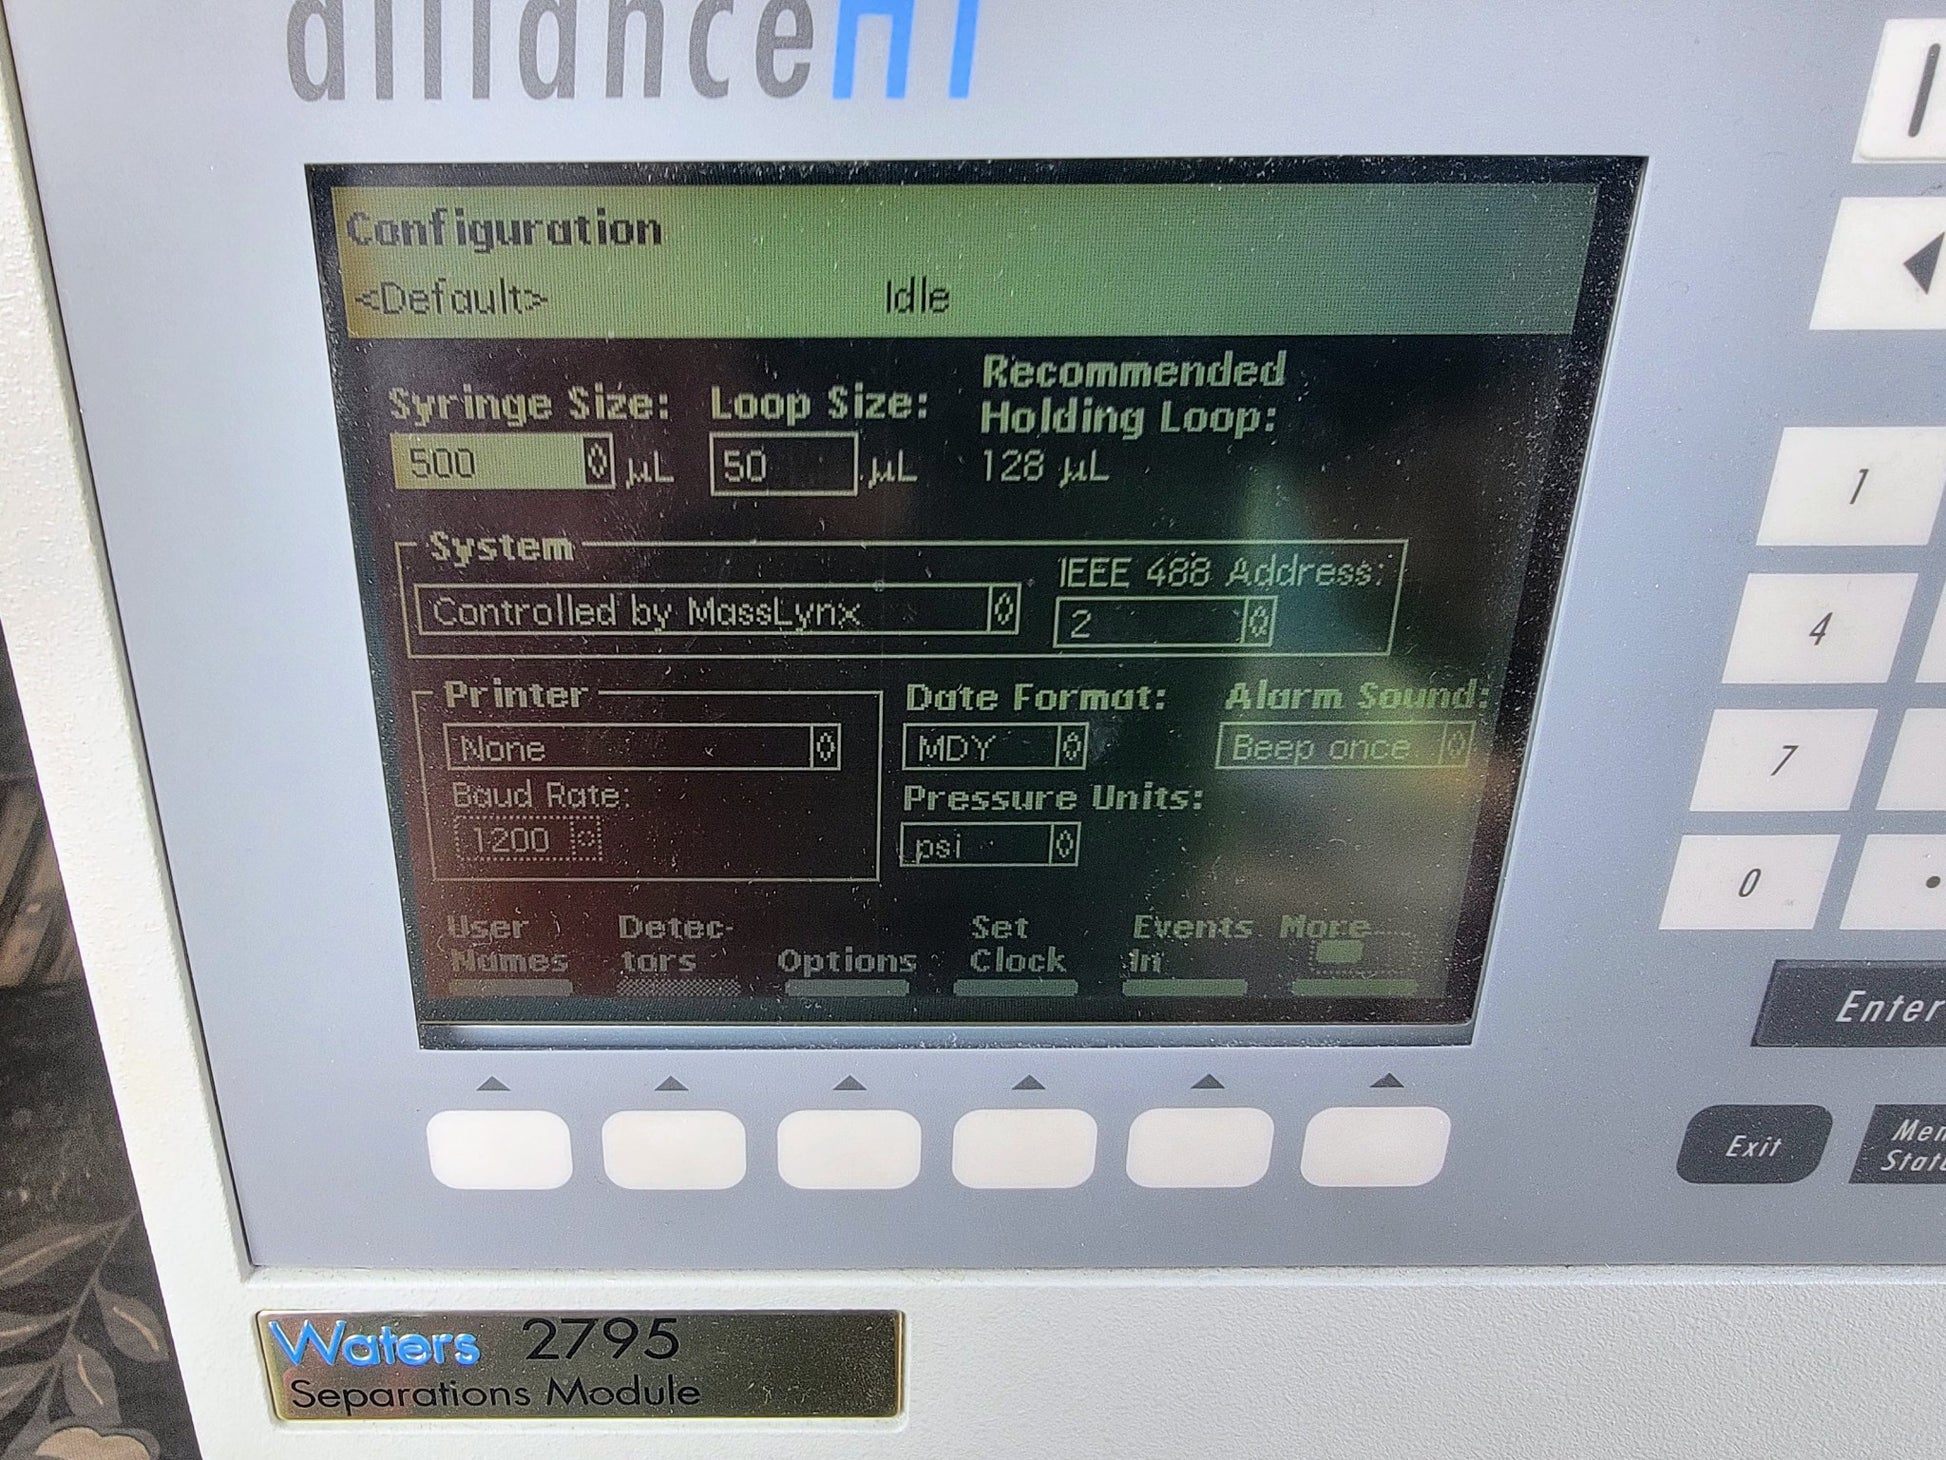 allianceHT
Configuration
<Default> Idle
Syringe Size: Loop Size: Recommended Holding Loop:
500 µL 50 µL 128 µL
System
Controlled by MassLynx
IEEE 488 Address:
2
Printer
None
Baud Rate:
1200
Date Format:
MDY
Alarm Sound:
Beep once
Pressure Units:
psi
User Names
Detec-
tors
Options
Set Clock
Events In
More
1
4
7
0 .
Enter
Exit
Waters 2795
Separations Module